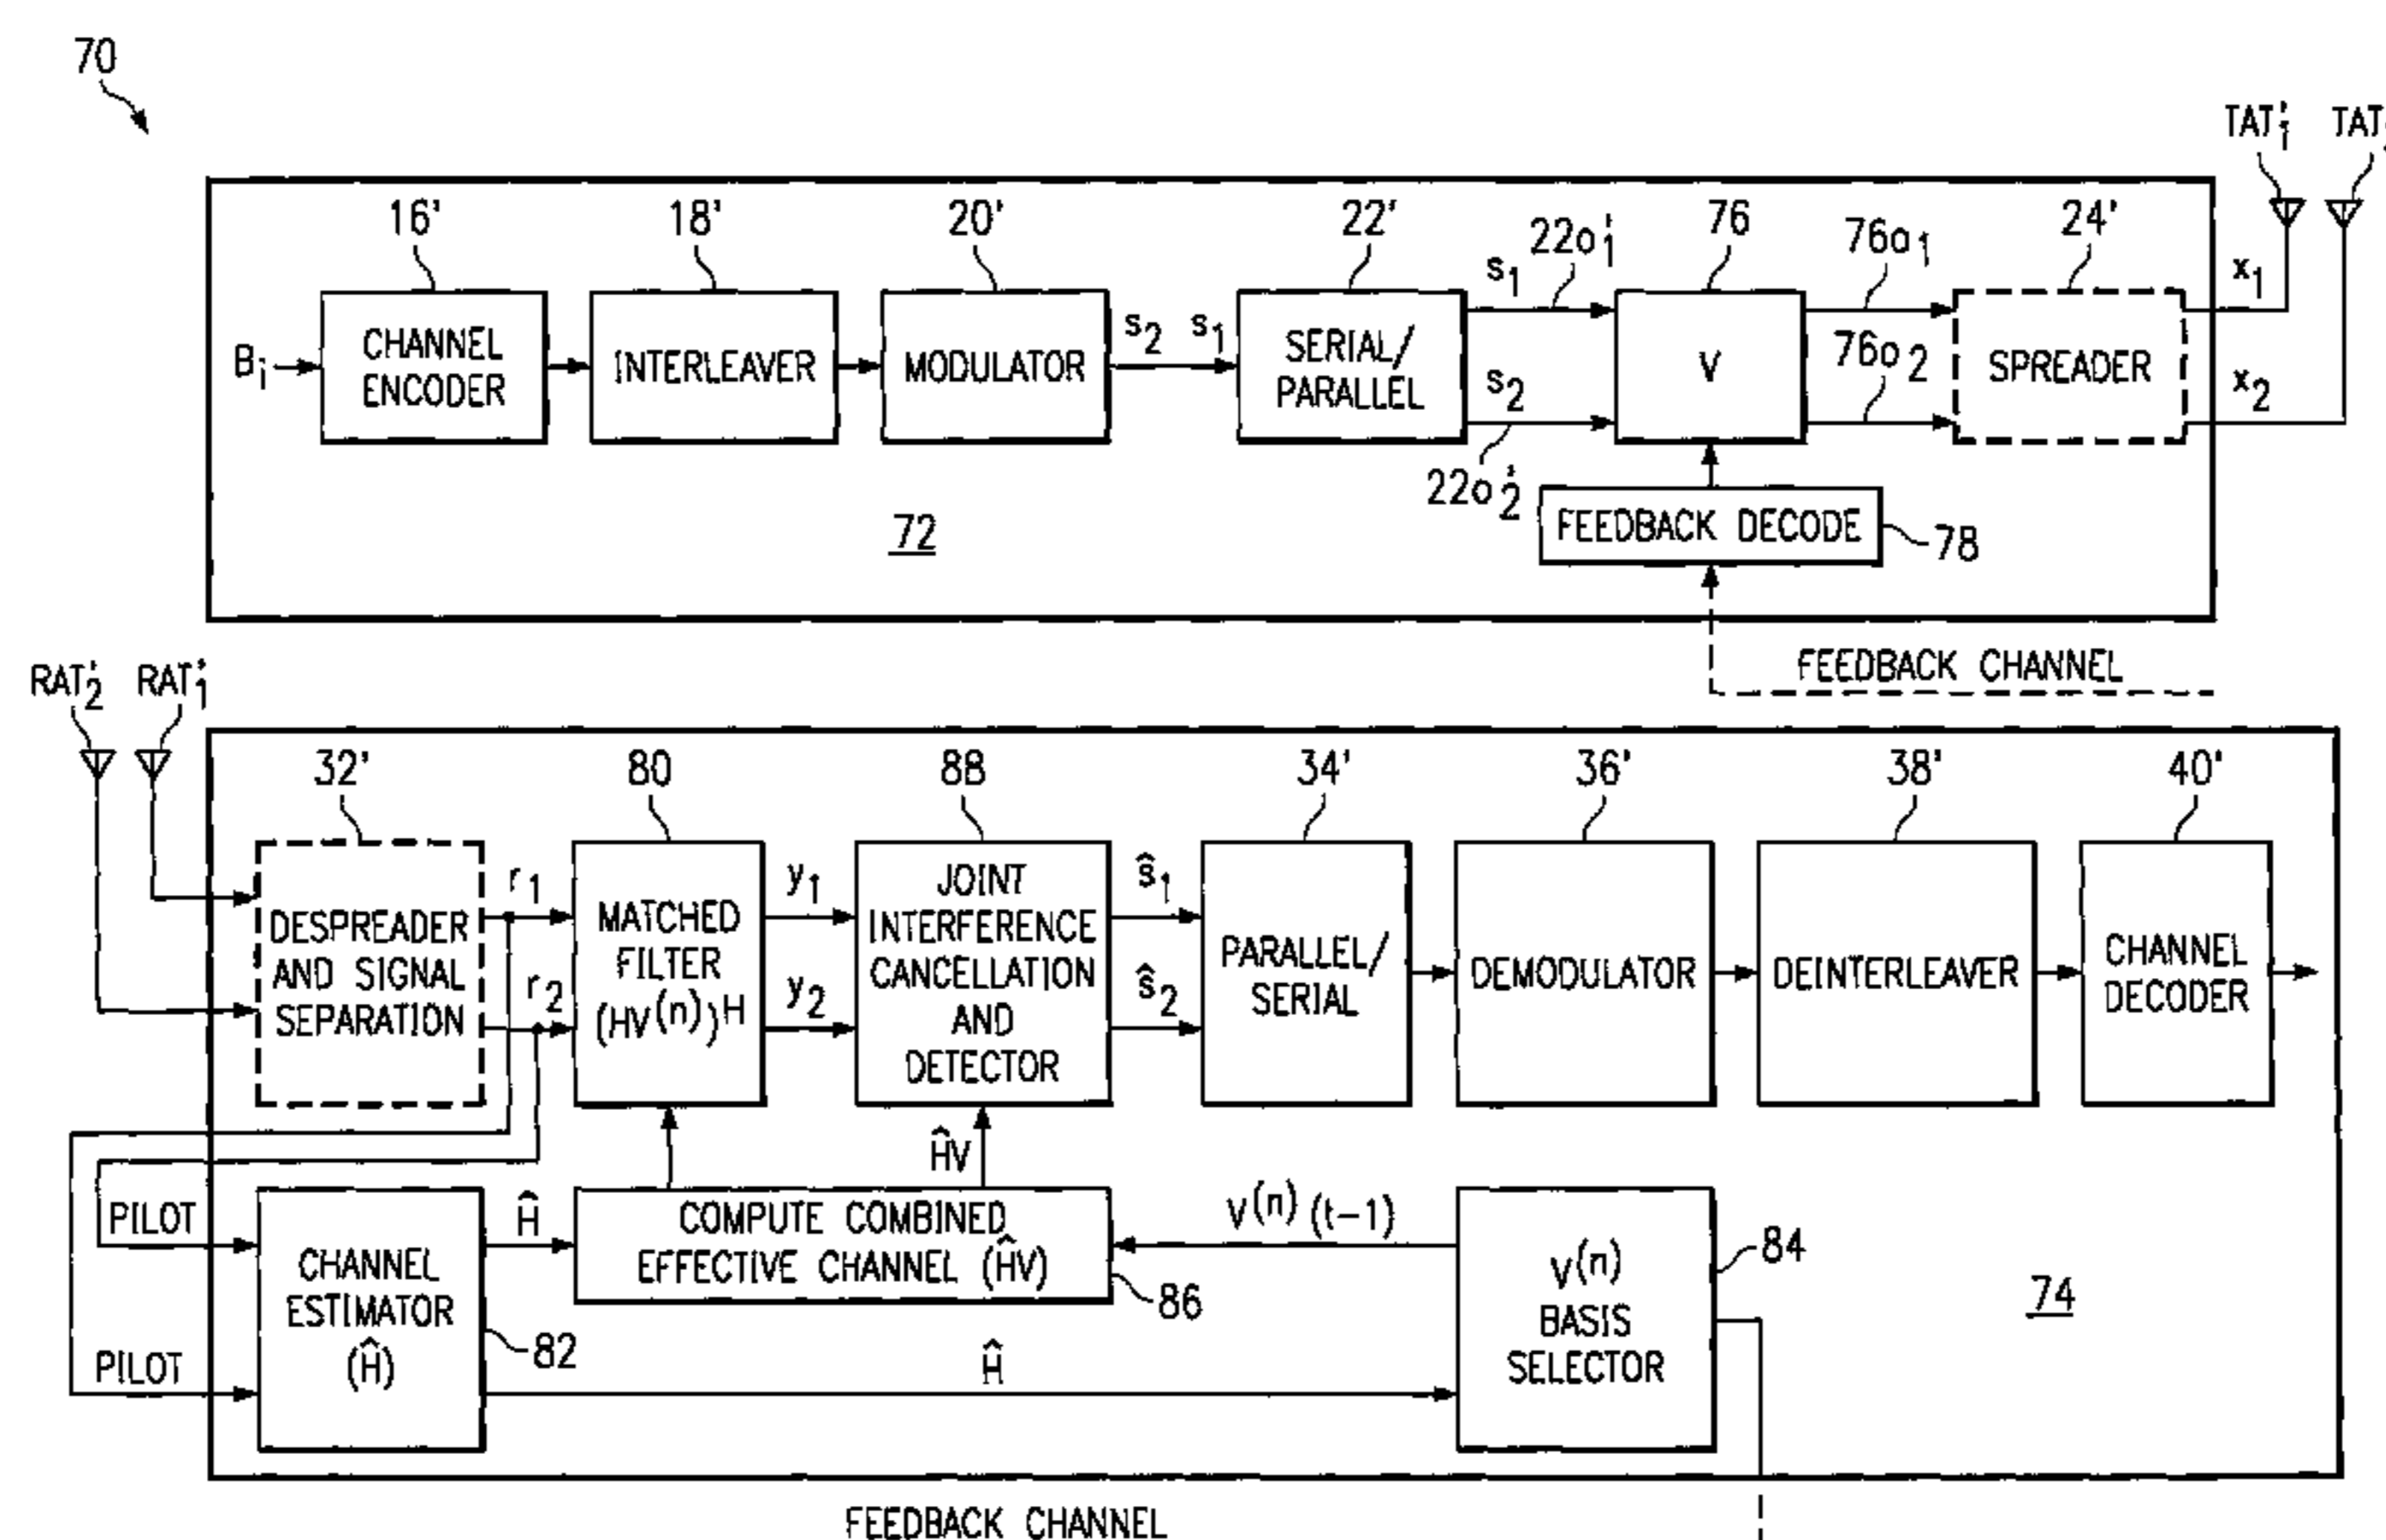 70
TAT'1
16'
18'
20'
22'
s1
22o'1
76
76o1
24'
x1
Bi
CHANNEL
ENCODER
INTERLEAVER
MODULATOR
s2 s1
SERIAL/
PARALLEL
s2
22o'2
V
76o2
SPREADER
x2
FEEDBACK DECODE
78
72
FEEDBACK CHANNEL
RAT'2 RAT'1
32'
80
88
34'
36'
38'
40'
DESPREADER
AND SIGNAL
SEPARATION
r1
r2
MATCHED
FILTER
(HV(n))H
y1
y2
JOINT
INTERFERENCE
CANCELLATION
AND
DETECTOR
ŝ1
ŝ2
PARALLEL/
SERIAL
DEMODULATOR
DEINTERLEAVER
CHANNEL
DECODER
ĤV
PILOT
PILOT
CHANNEL
ESTIMATOR
(Ĥ)
82
Ĥ
COMPUTE COMBINED
EFFECTIVE CHANNEL (ĤV)
86
V(n) (t-1)
Ĥ
V(n)
BASIS
SELECTOR
84
74
FEEDBACK CHANNEL